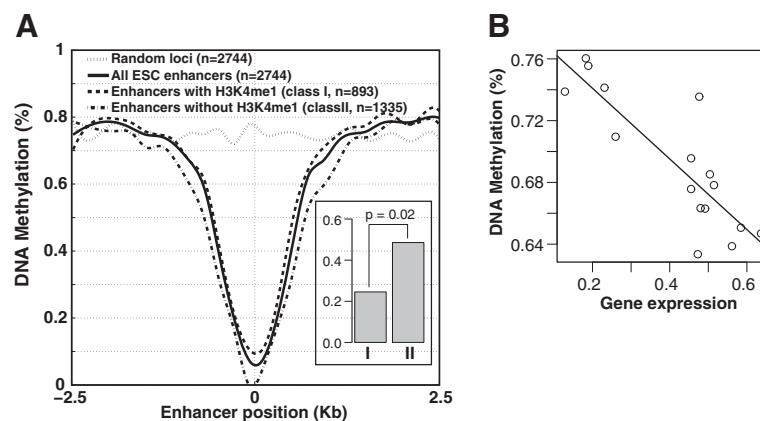 A
DNA Methylation (%)
1
0.8
0.6
0.4
0.2
0
Random loci (n=2744)
All ESC enhancers (n=2744)
Enhancers with H3K4me1 (class I, n=893)
Enhancers without H3K4me1 (classII, n=1335)
p = 0.02
0.6
0.4
0.2
0.0
I II
−2.5 0 2.5
Enhancer position (Kb)
B
DNA Methylation (%)
0.76
0.72
0.68
0.64
0.2 0.4 0.6
Gene expression